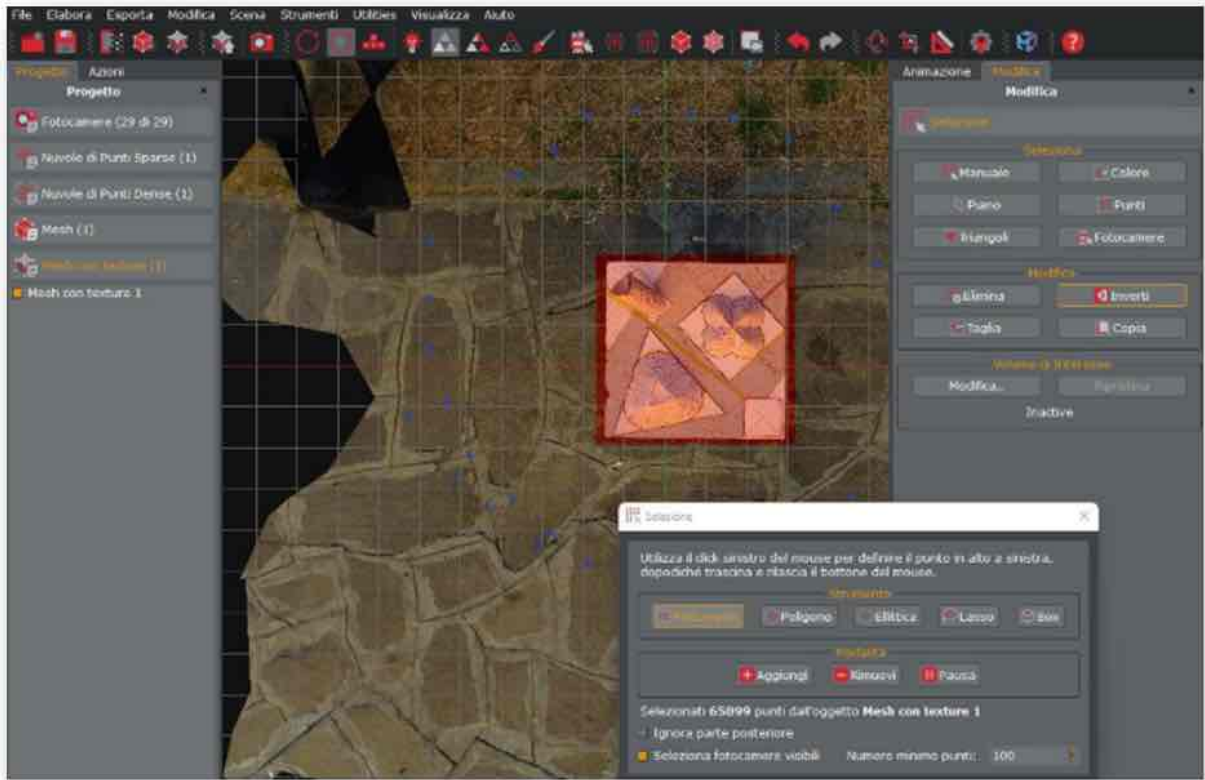 File Elabora Esporta Modifica Scena Strumenti Utilities Visualizza Aiuto
Progetto Azioni
Progetto
Fotocamere (29 di 29)
Nuvole di Punti Sparse (1)
Nuvole di Punti Dense (1)
Mesh (1)
Mesh con texture (1)
Mesh con texture 1
Animazione Modifica
Modifica
Selezione
Seleziona
Manuale Colore
Piano Punti
Triangoli Fotocamere
Modifica
Elimina Inverti
Taglia Copia
Volume di Interesse
Modifica... Ripristina
Inactive
Selezione
Utilizza il click sinistro del mouse per definire il punto in alto a sinistra,
dopodiché trascina e rilascia il bottone del mouse.
Strumento
Poligono Ellittica Lasso Box
Modalità
Aggiungi Rimuovi Pausa
Selezionati 65899 punti dall'oggetto Mesh con texture 1
Ignora parte posteriore
Seleziona fotocamere visibili Numero minimo punti: 100